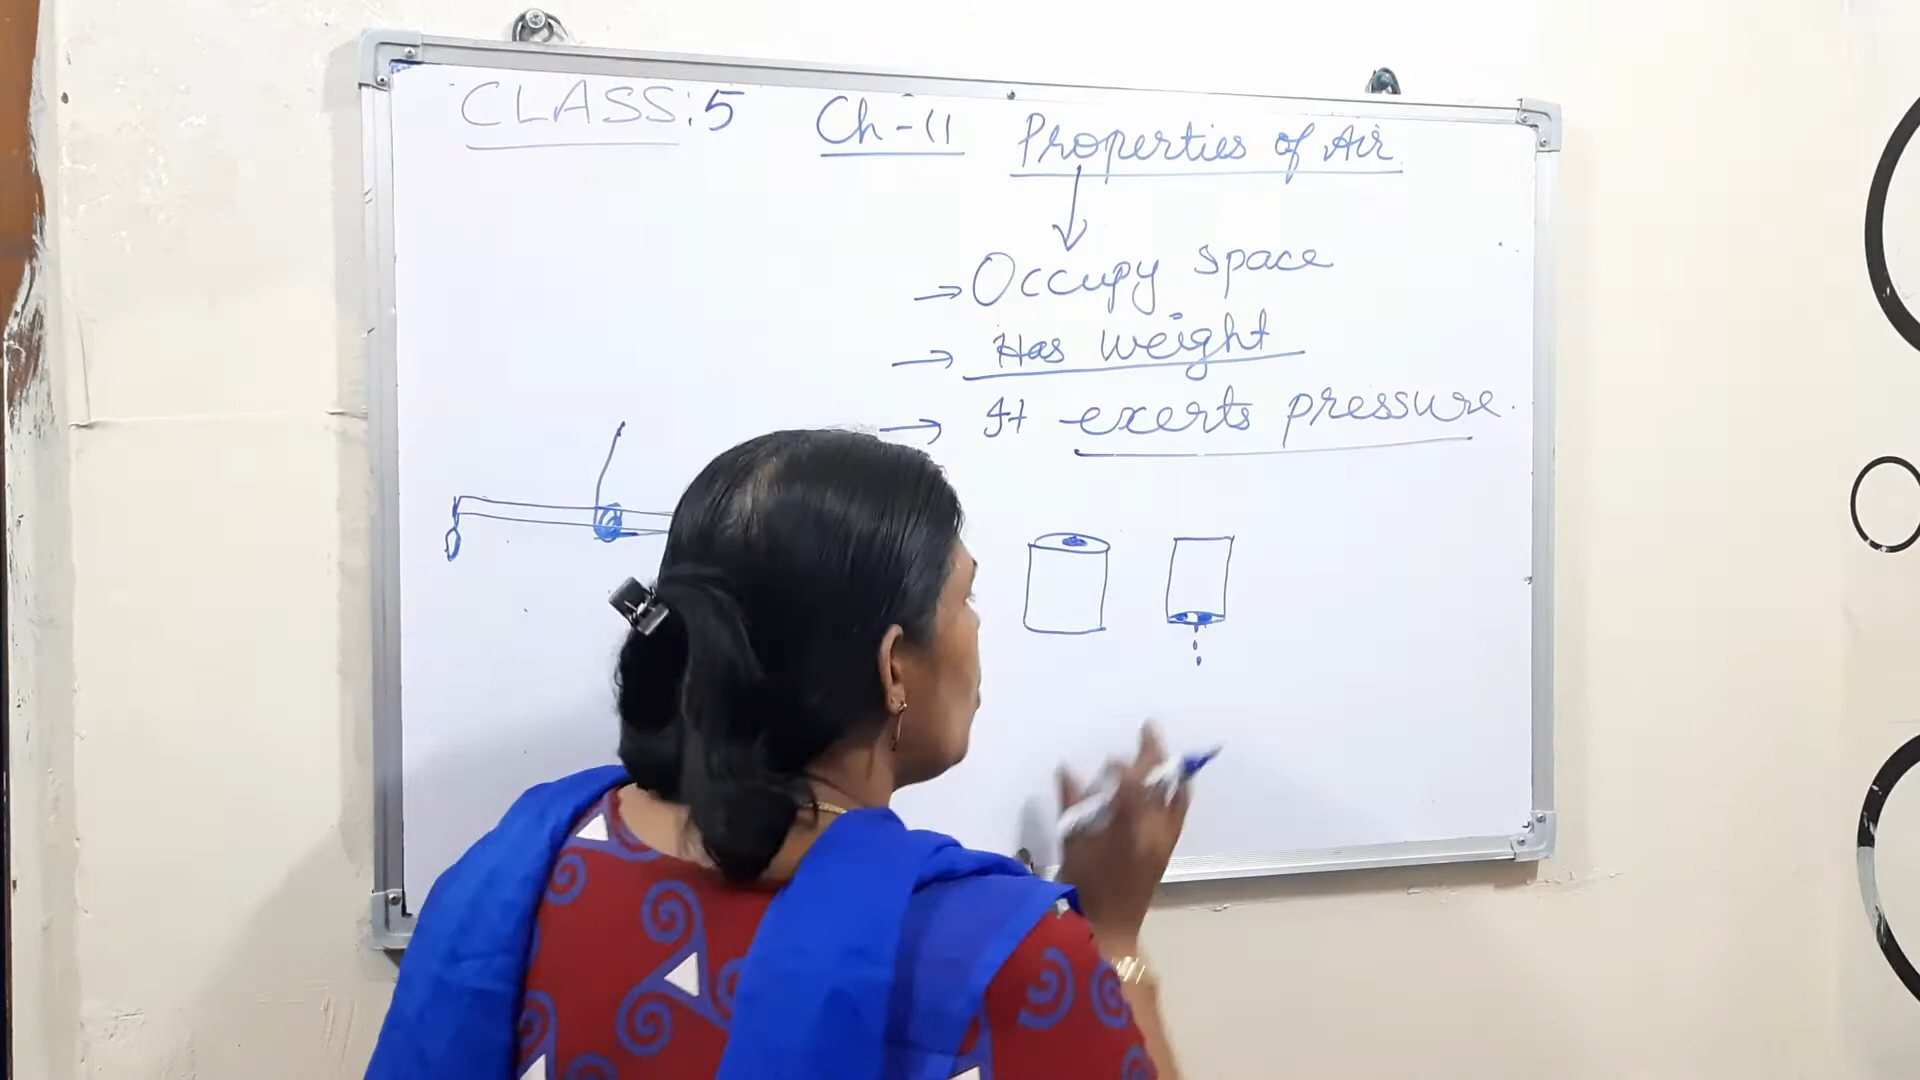 CLASS: 5 Ch-11 Properties of Air
→ Occupy space
→ Has weight
→ It exerts pressure.